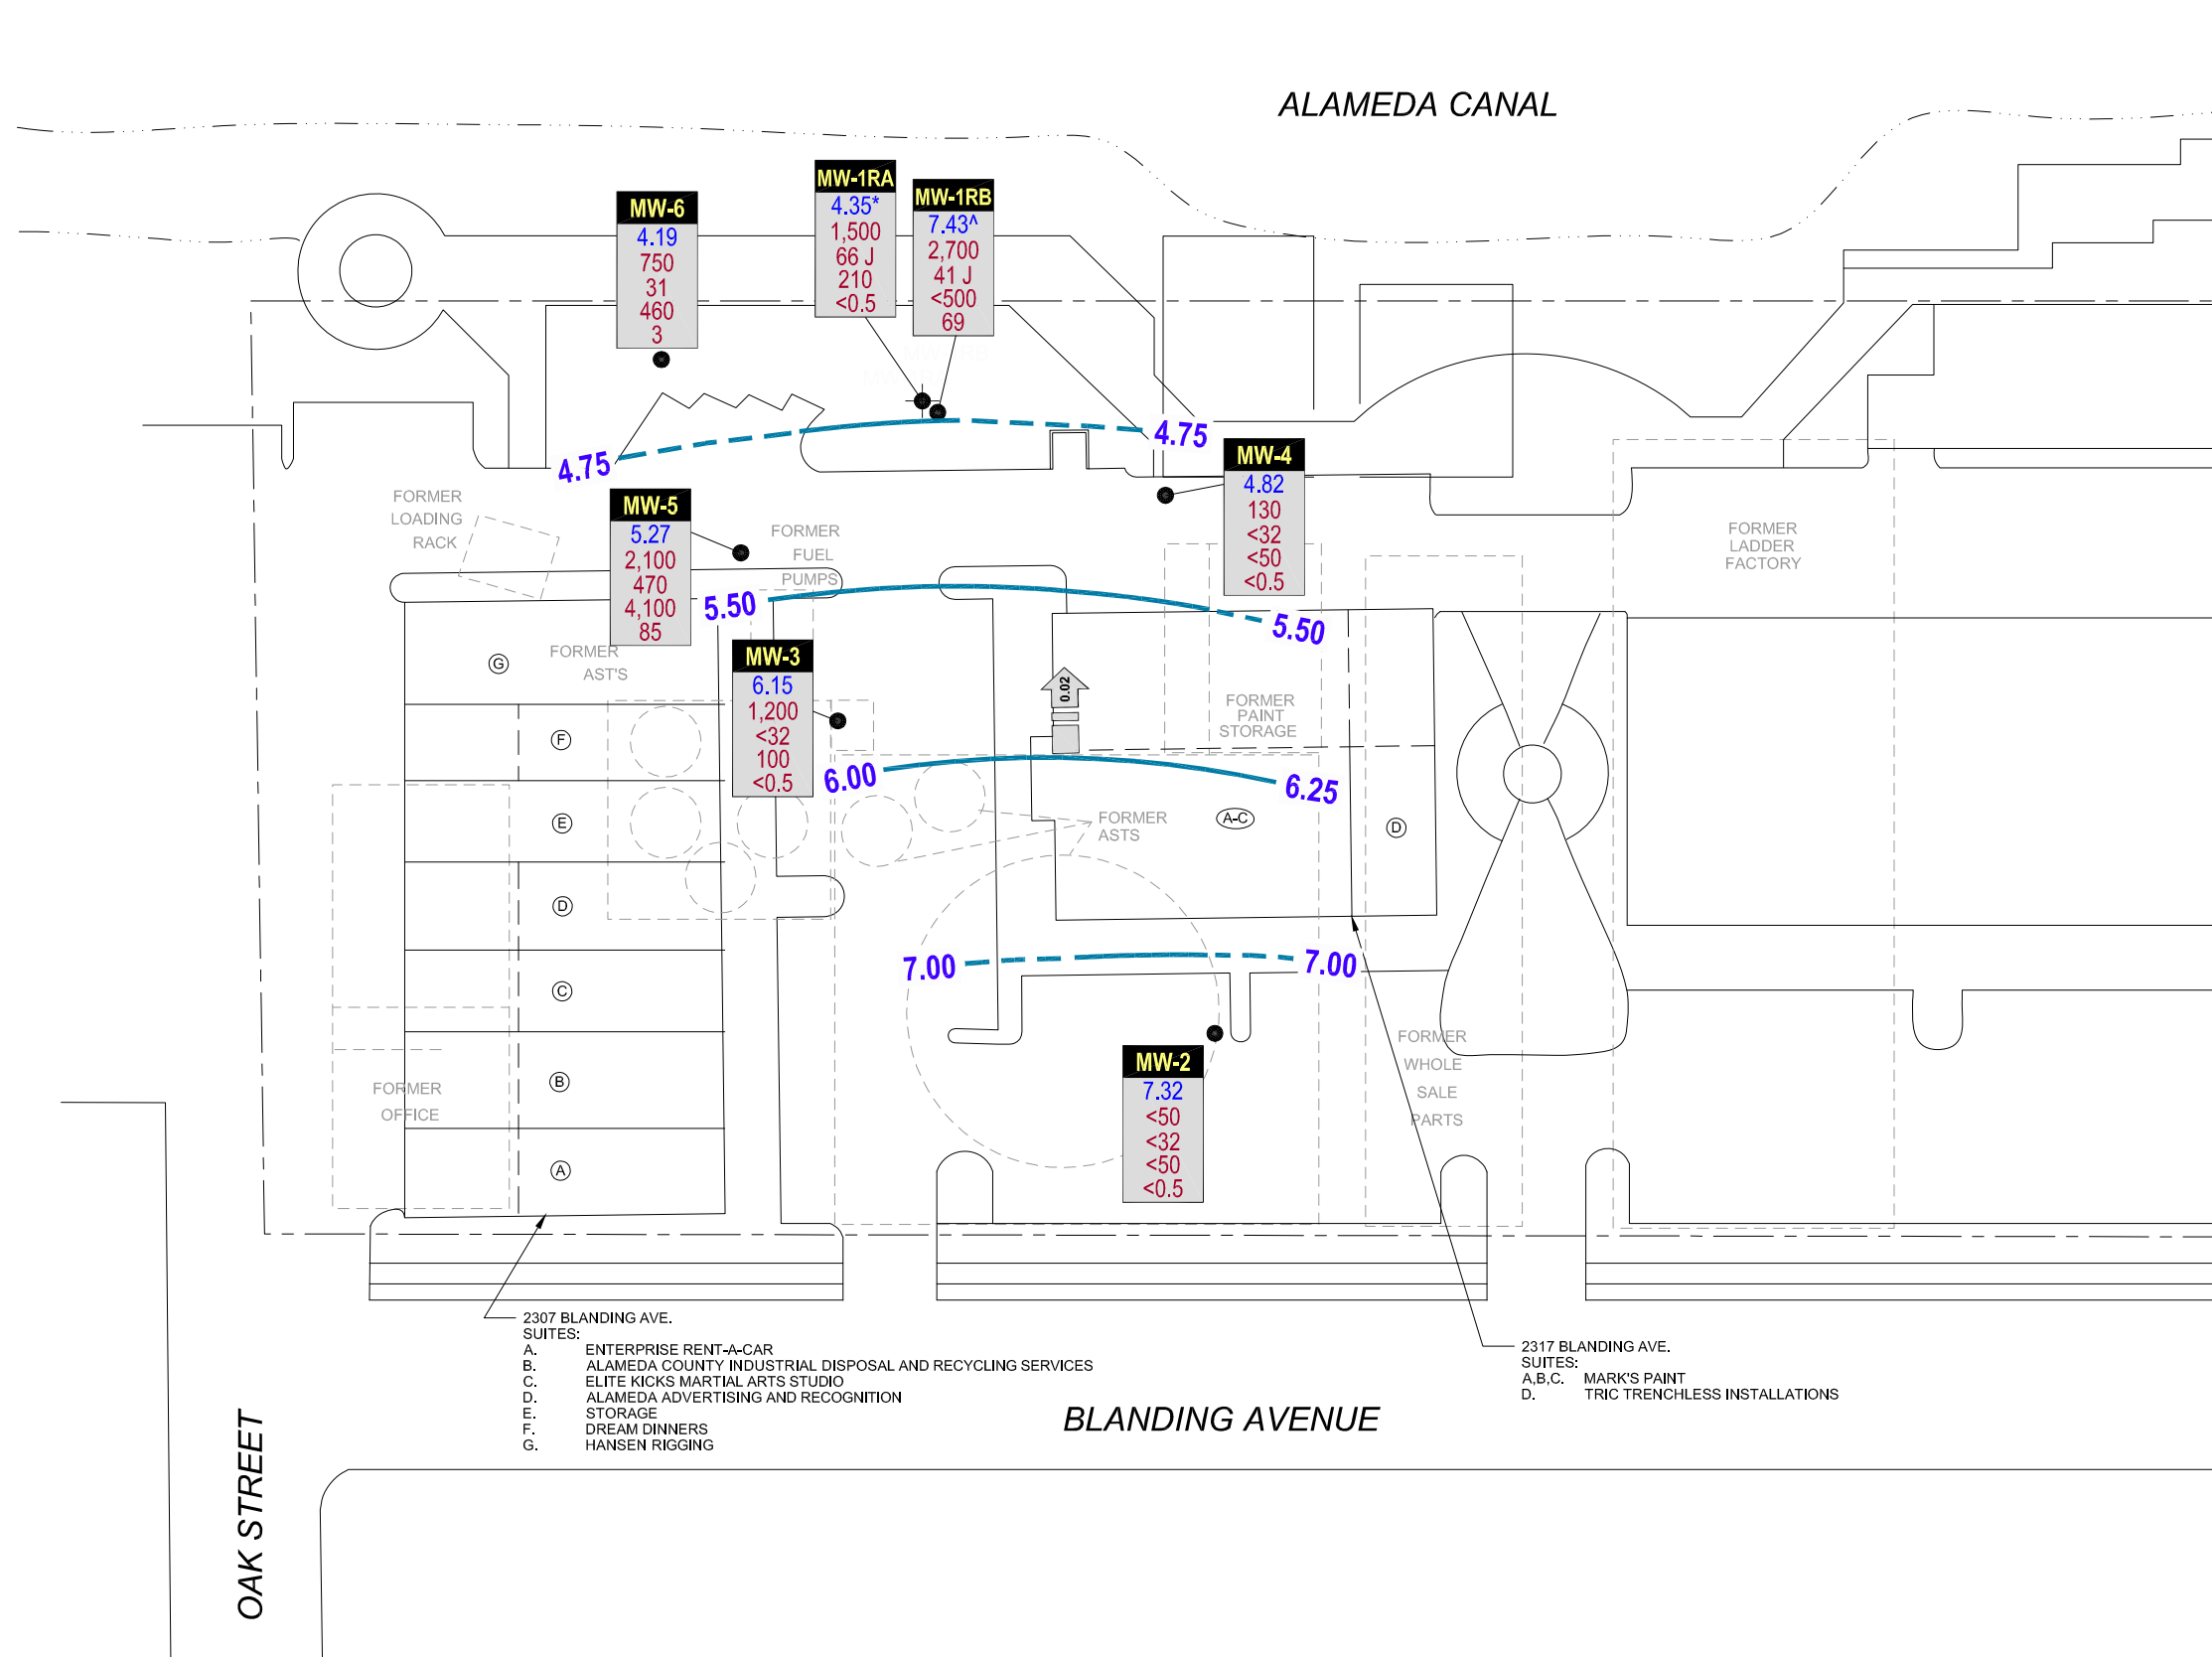 ALAMEDA CANAL
MW-6
4.19
750
31
460
3
MW-1RA
4.35*
1,500
66 J
210
<0.5
MW-1RB
7.43^
2,700
41 J
<500
69
4.75
4.75
MW-4
4.82
130
<32
<50
<0.5
FORMER
LOADING
RACK
MW-5
5.27
2,100
470
4,100
85
FORMER
FUEL
PUMPS
FORMER
LADDER
FACTORY
5.50
5.50
G
FORMER
AST'S
MW-3
6.15
1,200
<32
100
<0.5
0.02
FORMER
PAINT
STORAGE
F
6.00
6.25
E
FORMER
ASTS
A-C
D
D
7.00
7.00
C
MW-2
7.32
<50
<32
<50
<0.5
FORMER
WHOLE
SALE
PARTS
FORMER
OFFICE
B
A
2307 BLANDING AVE.
SUITES:
A. ENTERPRISE RENT-A-CAR
B. ALAMEDA COUNTY INDUSTRIAL DISPOSAL AND RECYCLING SERVICES
C. ELITE KICKS MARTIAL ARTS STUDIO
D. ALAMEDA ADVERTISING AND RECOGNITION
E. STORAGE
F. DREAM DINNERS
G. HANSEN RIGGING
2317 BLANDING AVE.
SUITES:
A,B,C. MARK'S PAINT
D. TRIC TRENCHLESS INSTALLATIONS
BLANDING AVENUE
OAK STREET